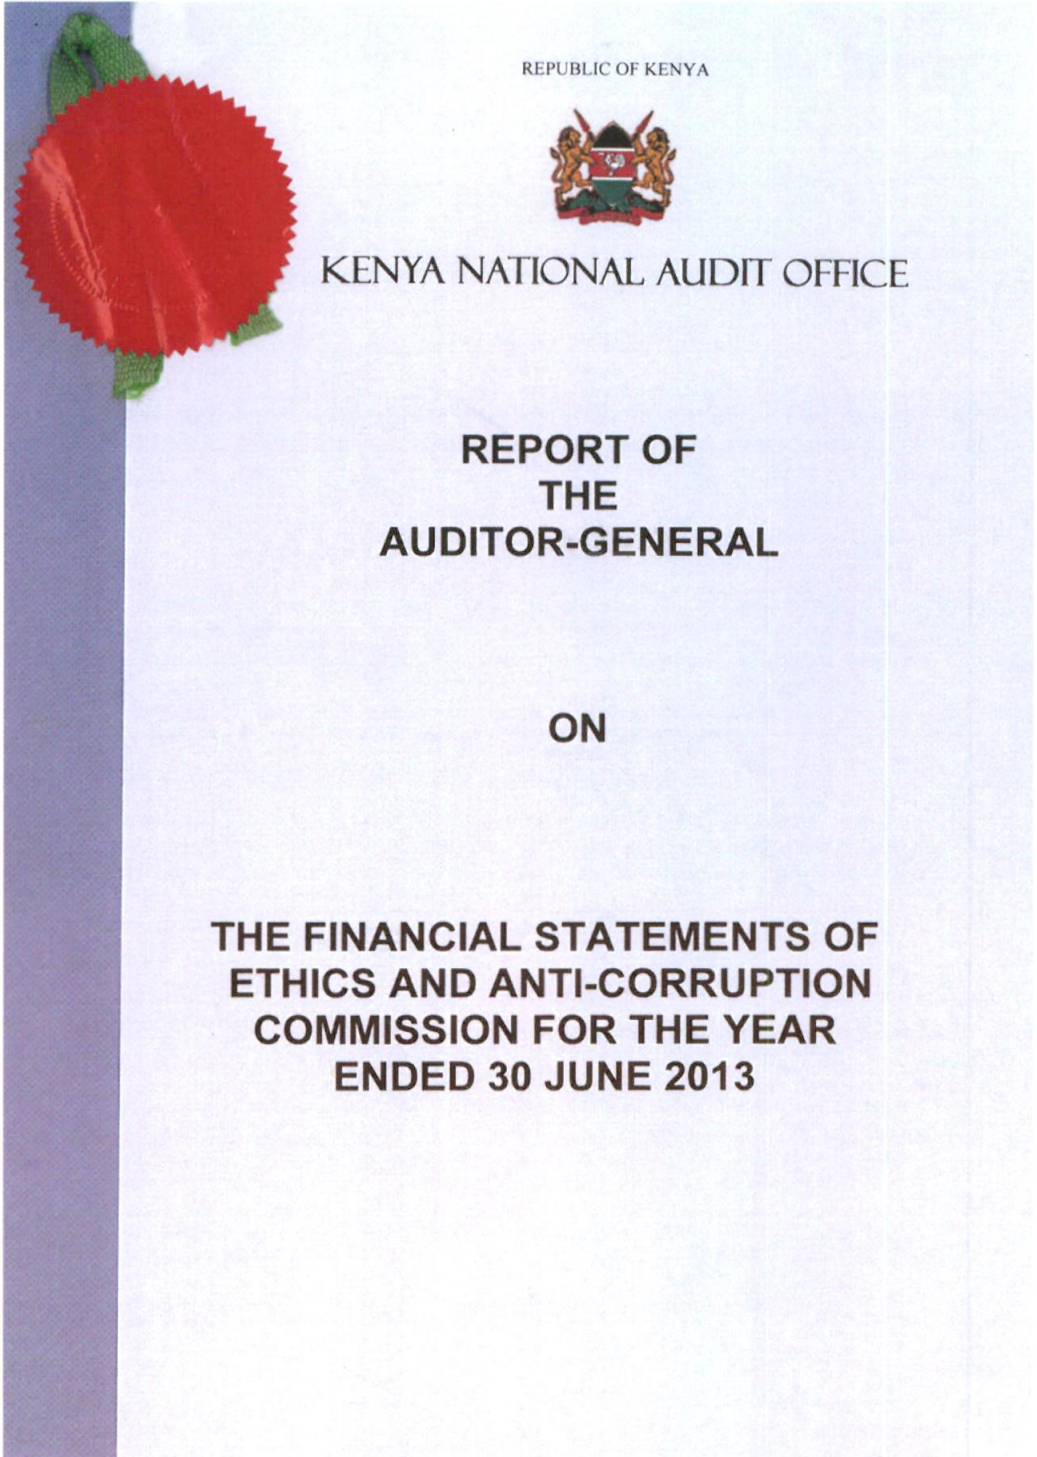 REPUBLIC OF KENYA
KENYA NATIONAL AUDIT OFFICE
REPORT OF
THE
AUDITOR-GENERAL
ON
THE FINANCIAL STATEMENTS OF
ETHICS AND ANTI-CORRUPTION
COMMISSION FOR THE YEAR
ENDED 30 JUNE 2013